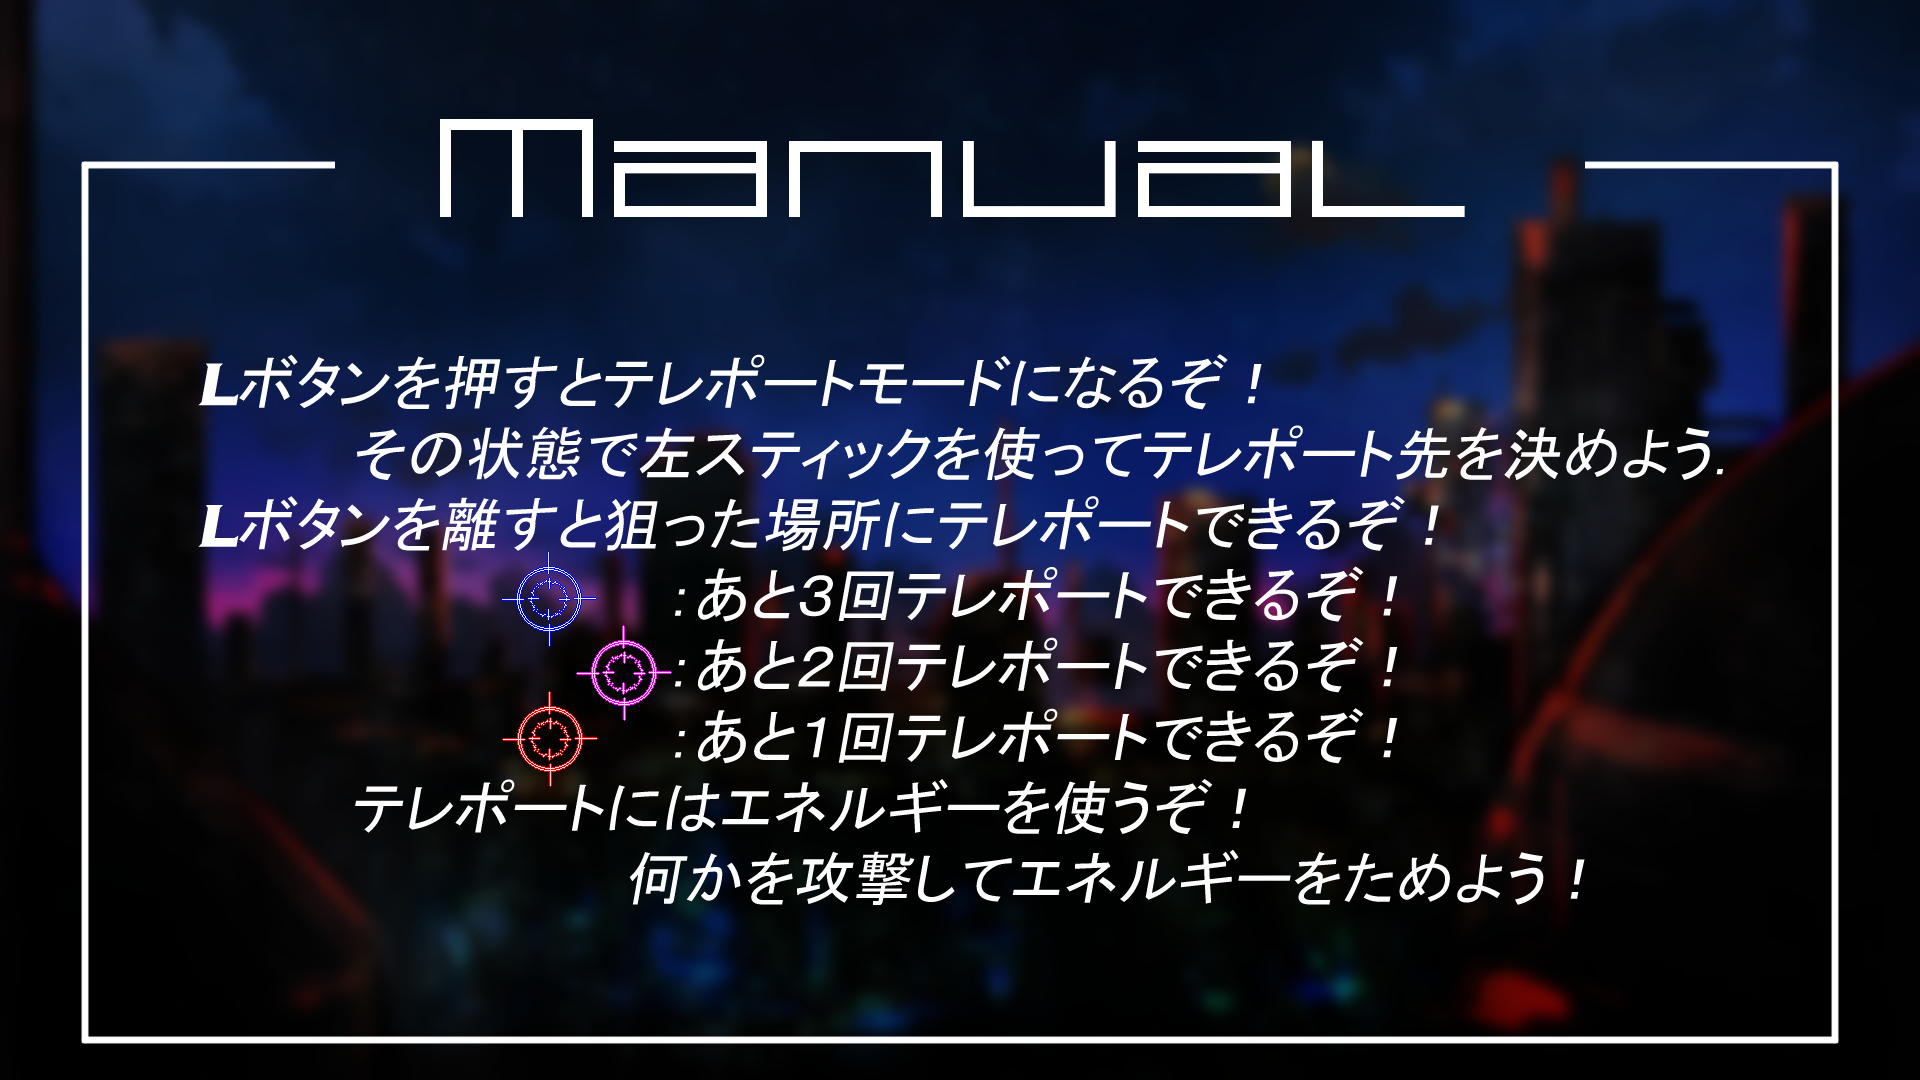 Manual
Lボタンを押すとテレポートモードになるぞ！
その状態で左スティックを使ってテレポート先を決めよう.
Lボタンを離すと狙った場所にテレポートできるぞ！
:あと3回テレポートできるぞ！
:あと2回テレポートできるぞ！
:あと1回テレポートできるぞ！
テレポートにはエネルギーを使うぞ！
何かを攻撃してエネルギーをためよう！